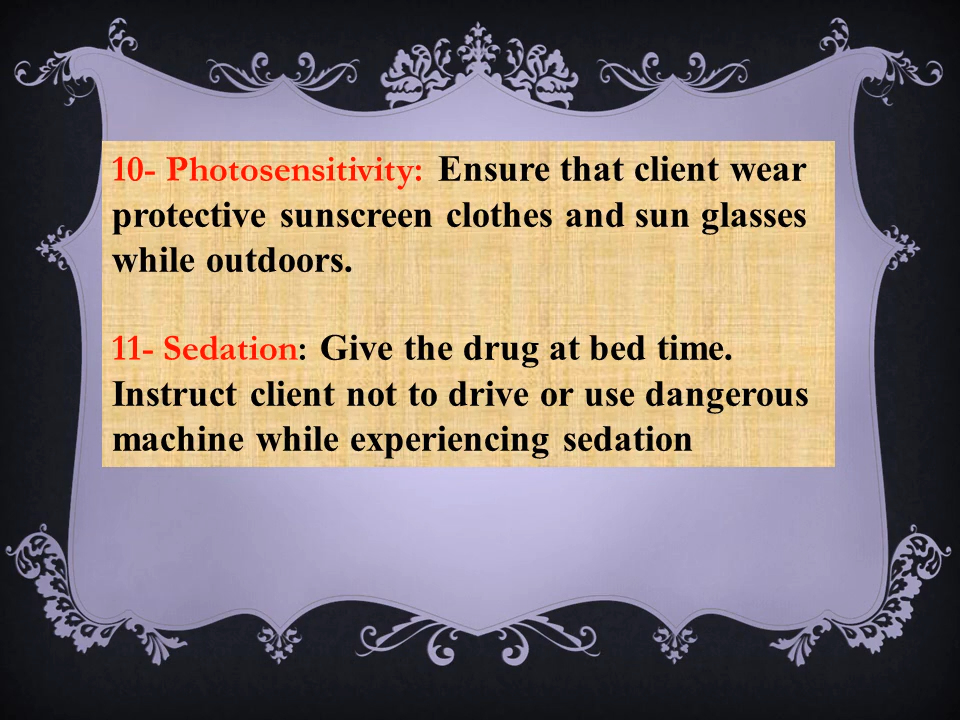 10- Photosensitivity: Ensure that client wear
protective sunscreen clothes and sun glasses
while outdoors.
11- Sedation: Give the drug at bed time.
Instruct client not to drive or use dangerous
machine while experiencing sedation